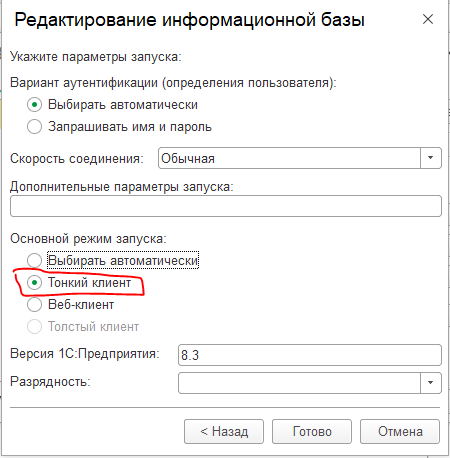 Редактирование информационной базы
Укажите параметры запуска:
Вариант аутентификации (определения пользователя):
Выбирать автоматически
Запрашивать имя и пароль
Скорость соединения: Обычная
Дополнительные параметры запуска:
Основной режим запуска:
Выбирать автоматически
Тонкий клиент
Веб-клиент
Толстый клиент
Версия 1С:Предприятия: 8.3
Разрядность:
< Назад Готово Отмена